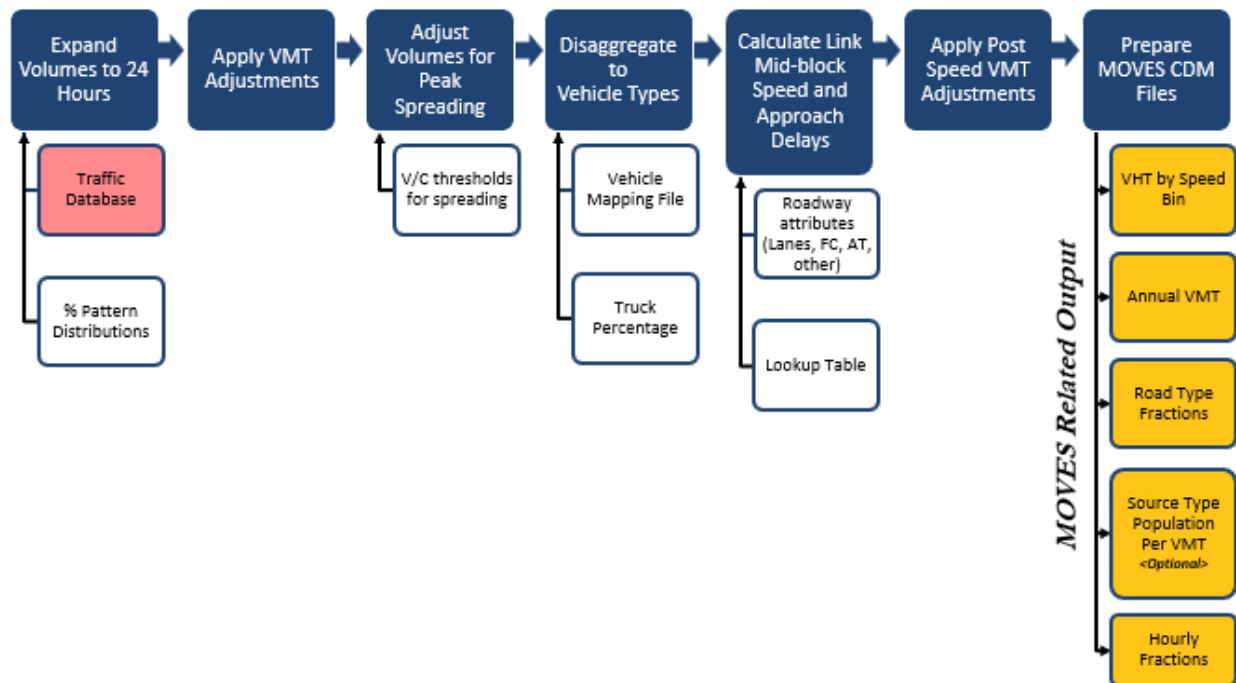 Expand
Volumes to 24
Hours
Apply VMT
Adjustments
Adjust
Volumes for
Peak
Spreading
Disaggregate
to
Vehicle Types
Calculate Link
Mid-block
Speed and
Approach
Delays
Apply Post
Speed VMT
Adjustments
Prepare
MOVES CDM
Files
Traffic
Database
% Pattern
Distributions
V/C thresholds
for spreading
Vehicle
Mapping File
Truck
Percentage
Roadway
attributes
(Lanes, FC, AT,
other)
Lookup Table
MOVES Related Output
VHT by Speed
Bin
Annual VMT
Road Type
Fractions
Source Type
Population
Per VMT
<Optional>
Hourly
Fractions